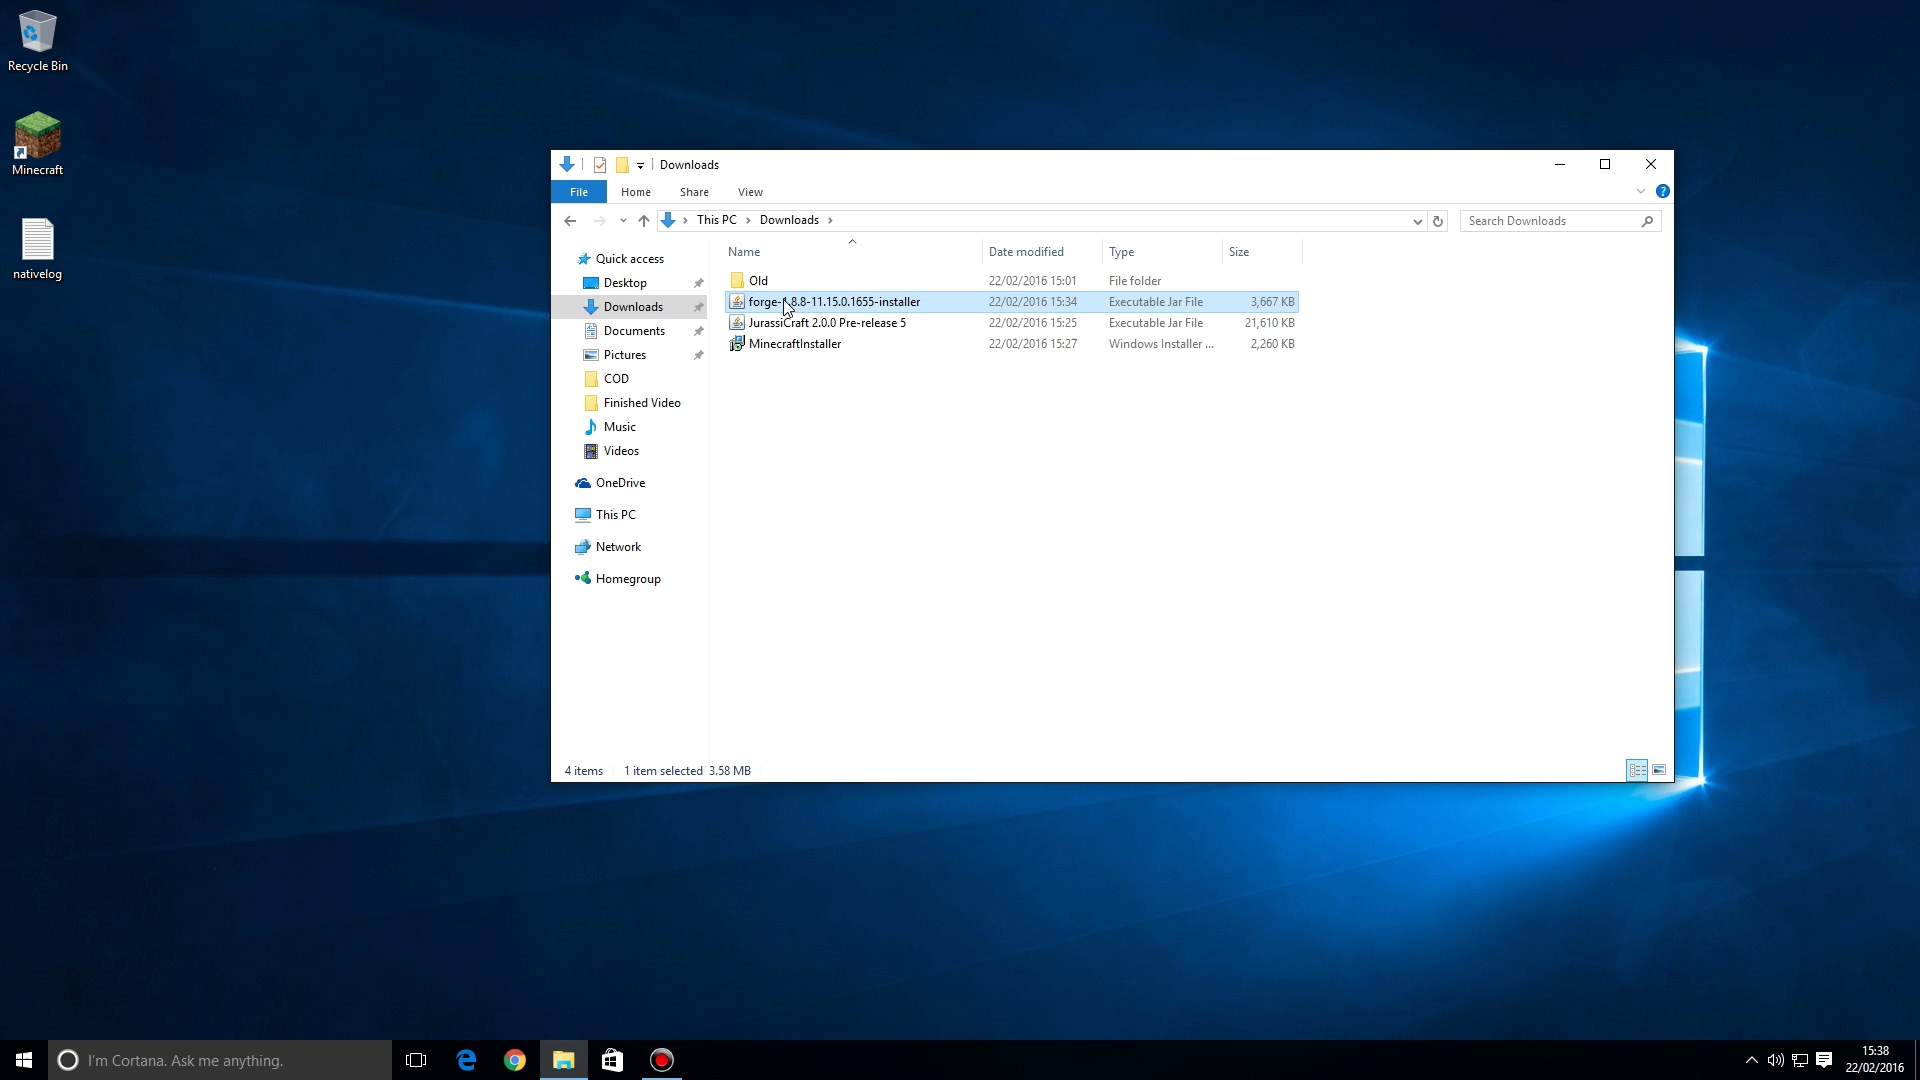 Recycle Bin
Minecraft
nativelog
Downloads
File Home Share View
This PC Downloads
Search Downloads
Name Date modified Type Size
Quick access
Desktop
Downloads
Documents
Pictures
COD
Finished Video
Music
Videos
OneDrive
This PC
Network
Homegroup
Old 22/02/2016 15:01 File folder
forge-1.8.8-11.15.0.1655-installer 22/02/2016 15:34 Executable Jar File 3,667 KB
JurassiCraft 2.0.0 Pre-release 5 22/02/2016 15:25 Executable Jar File 21,610 KB
MinecraftInstaller 22/02/2016 15:27 Windows Installer ... 2,260 KB
4 items 1 item selected 3.58 MB
I'm Cortana. Ask me anything.
15:38
22/02/2016